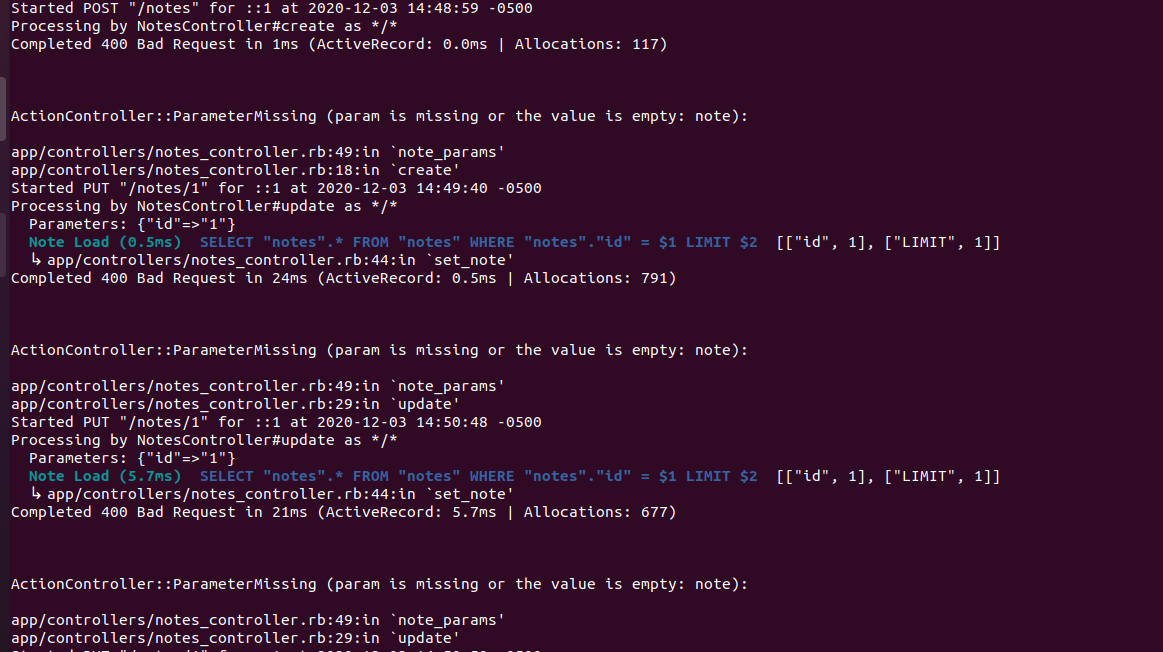 Started POST "/notes" for ::1 at 2020-12-03 14:48:59 -0500
Processing by NotesController#create as */*
Completed 400 Bad Request in 1ms (ActiveRecord: 0.0ms | Allocations: 117)
ActionController::ParameterMissing (param is missing or the value is empty: note):
app/controllers/notes_controller.rb:49:in `note_params'
app/controllers/notes_controller.rb:18:in `create'
Started PUT "/notes/1" for ::1 at 2020-12-03 14:49:40 -0500
Processing by NotesController#update as */*
  Parameters: {"id"=>"1"}
  Note Load (0.5ms)  SELECT "notes".* FROM "notes" WHERE "notes"."id" = $1 LIMIT $2  [["id", 1], ["LIMIT", 1]]
  ↳ app/controllers/notes_controller.rb:44:in `set_note'
Completed 400 Bad Request in 24ms (ActiveRecord: 0.5ms | Allocations: 791)
ActionController::ParameterMissing (param is missing or the value is empty: note):
app/controllers/notes_controller.rb:49:in `note_params'
app/controllers/notes_controller.rb:29:in `update'
Started PUT "/notes/1" for ::1 at 2020-12-03 14:50:48 -0500
Processing by NotesController#update as */*
  Parameters: {"id"=>"1"}
  Note Load (5.7ms)  SELECT "notes".* FROM "notes" WHERE "notes"."id" = $1 LIMIT $2  [["id", 1], ["LIMIT", 1]]
  ↳ app/controllers/notes_controller.rb:44:in `set_note'
Completed 400 Bad Request in 21ms (ActiveRecord: 5.7ms | Allocations: 677)
ActionController::ParameterMissing (param is missing or the value is empty: note):
app/controllers/notes_controller.rb:49:in `note_params'
app/controllers/notes_controller.rb:29:in `update'